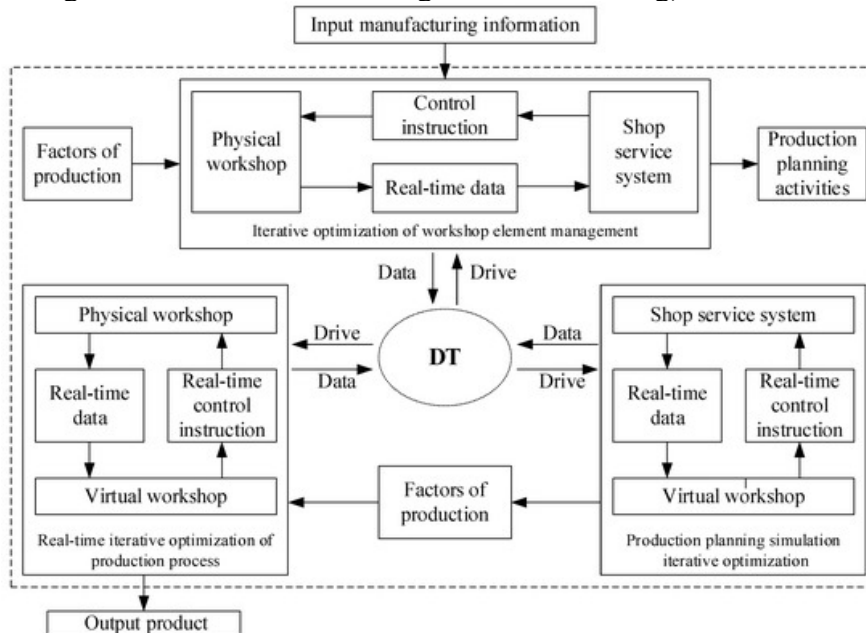 Input manufacturing information
Control
instruction
Physical
workshop
Shop
service
system
Factors of
production
Production
planning
activities
Real-time data
Iterative optimization of workshop element management
Data
Drive
Physical workshop
Shop service system
Drive
Data
DT
Data
Drive
Real-time
data
Real-time
control
instruction
Real-time
data
Real-time
control
instruction
Virtual workshop
Factors of
production
Virtual workshop
Real-time iterative optimization of
production process
Production planning simulation
iterative optimization
Output product